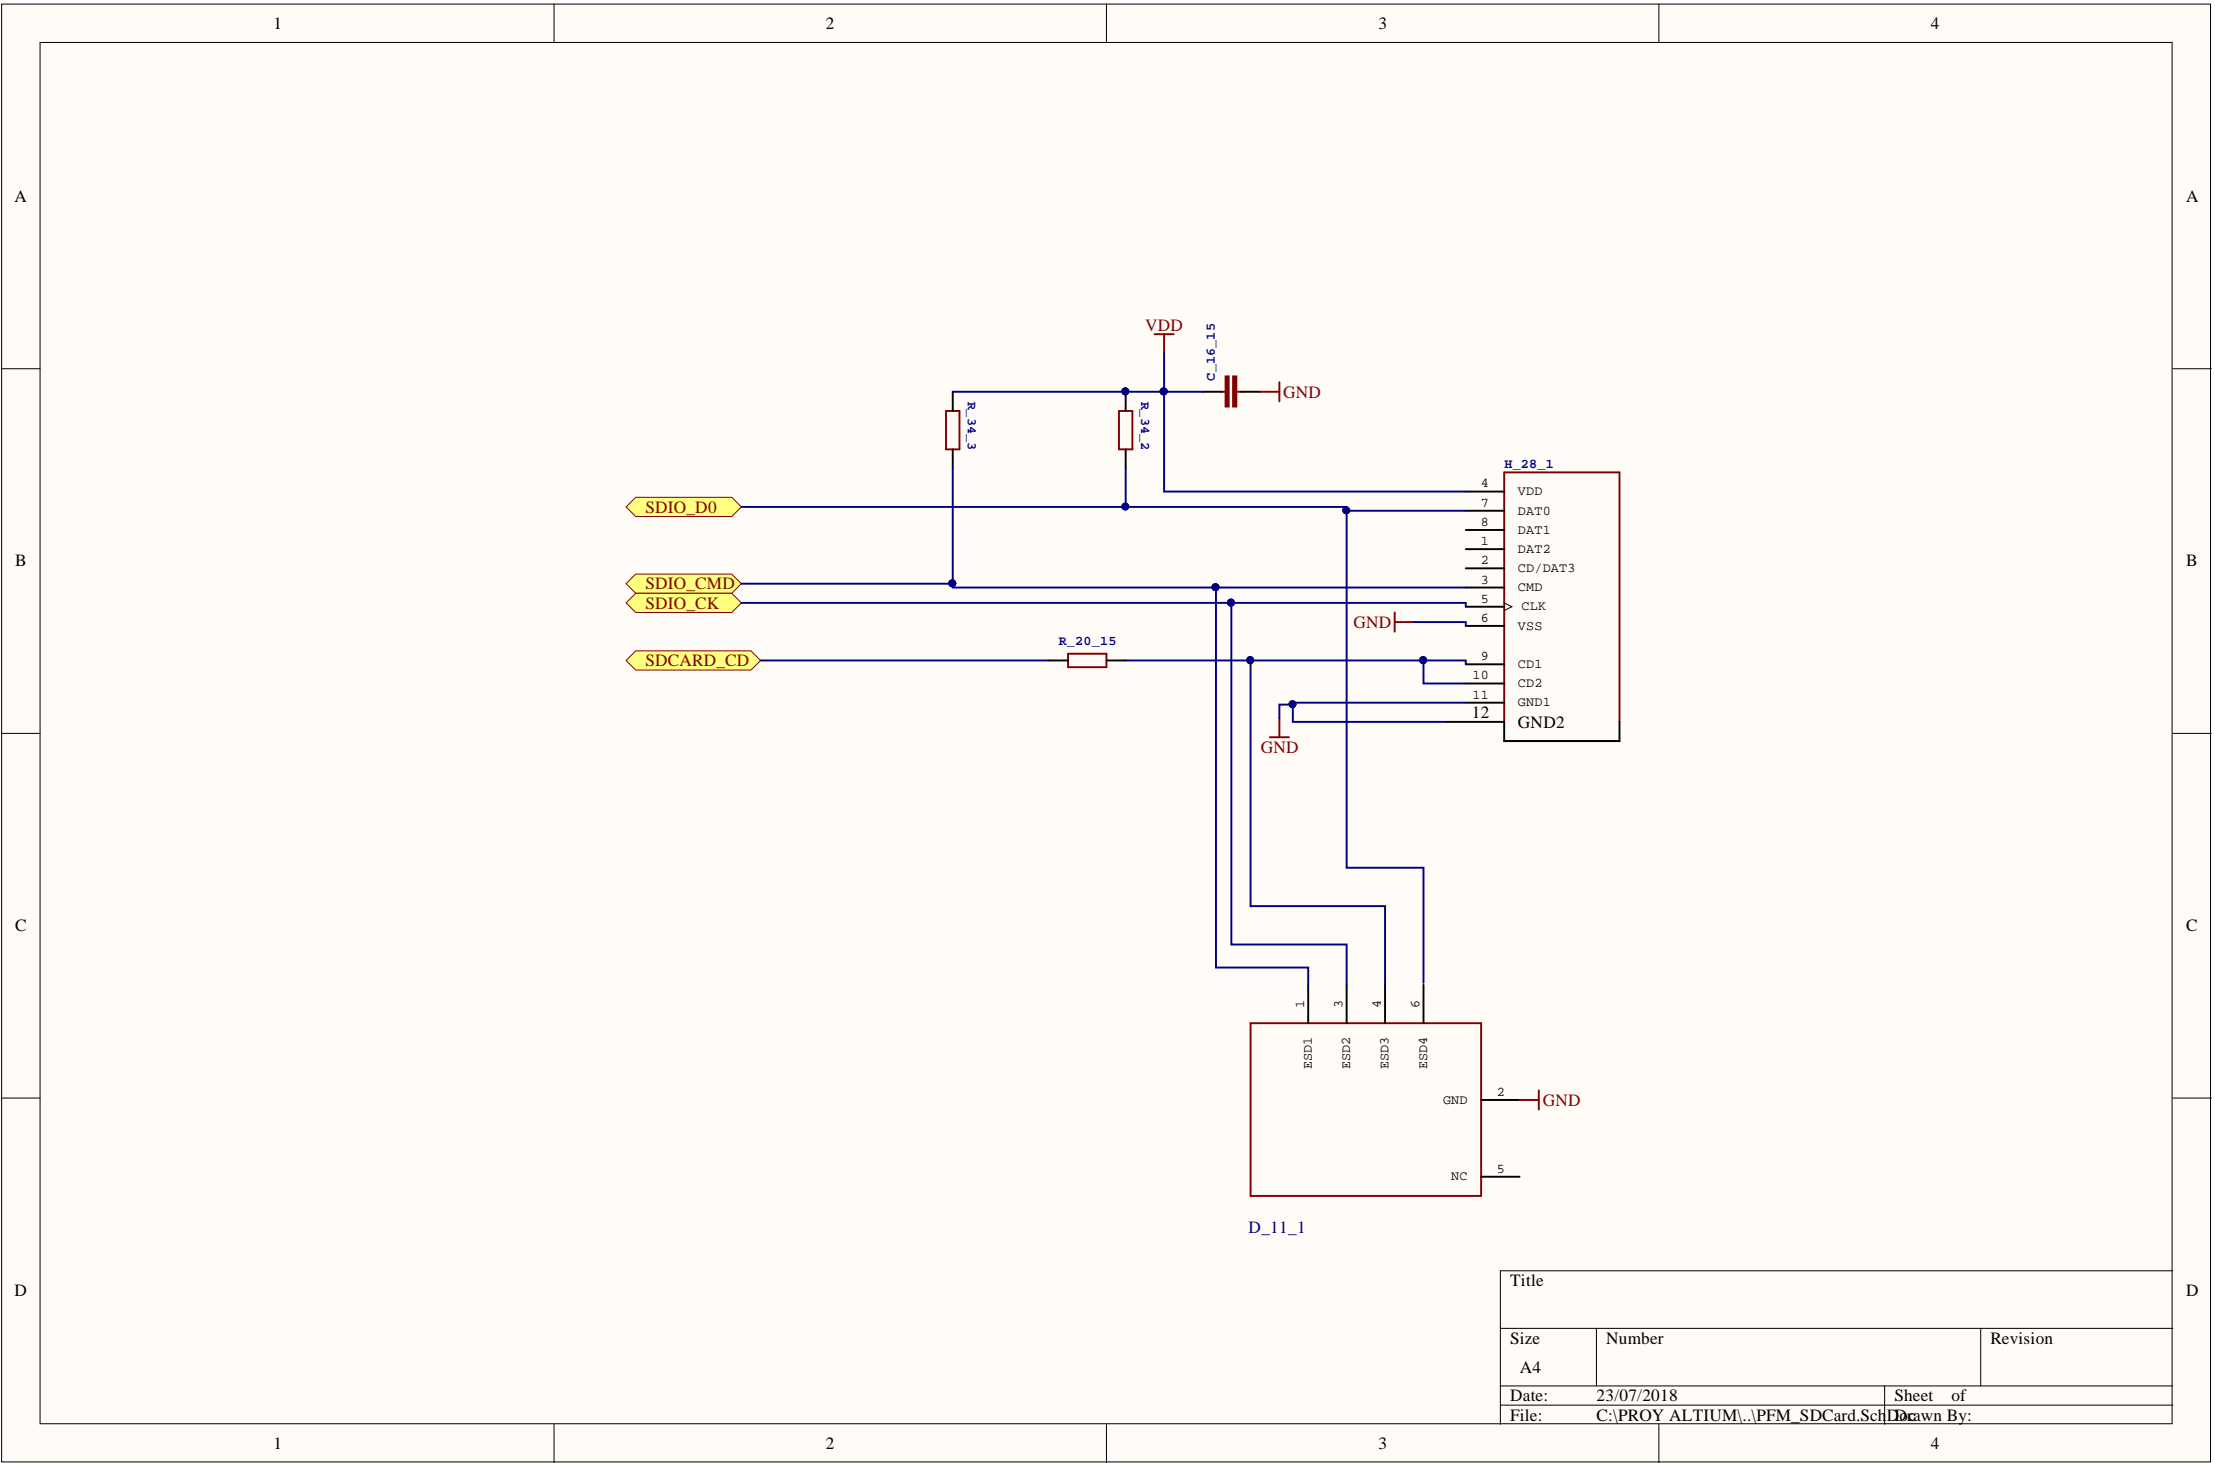 1 2 3 4
A A
VDD
C_16_15
GND
R_34_3
R_34_2
H_28_1
4 VDD
SDIO_D0
7 DAT0
8 DAT1
B B
1 DAT2
2 CD/DAT3
SDIO_CMD
3 CMD
SDIO_CK
5 CLK
GND
6 VSS
R_20_15
SDCARD_CD
9 CD1
10 CD2
11 GND1
12 GND2
GND
C C
1 3 4 6
ESD1 ESD2 ESD3 ESD4
GND 2 GND
NC 5
D_11_1
D D
Title
Size Number Revision
A4
Date: 23/07/2018 Sheet of
File: C:\PROY ALTIUM\..\PFM_SDCard.SchDoc Drawn By:
1 2 3 4